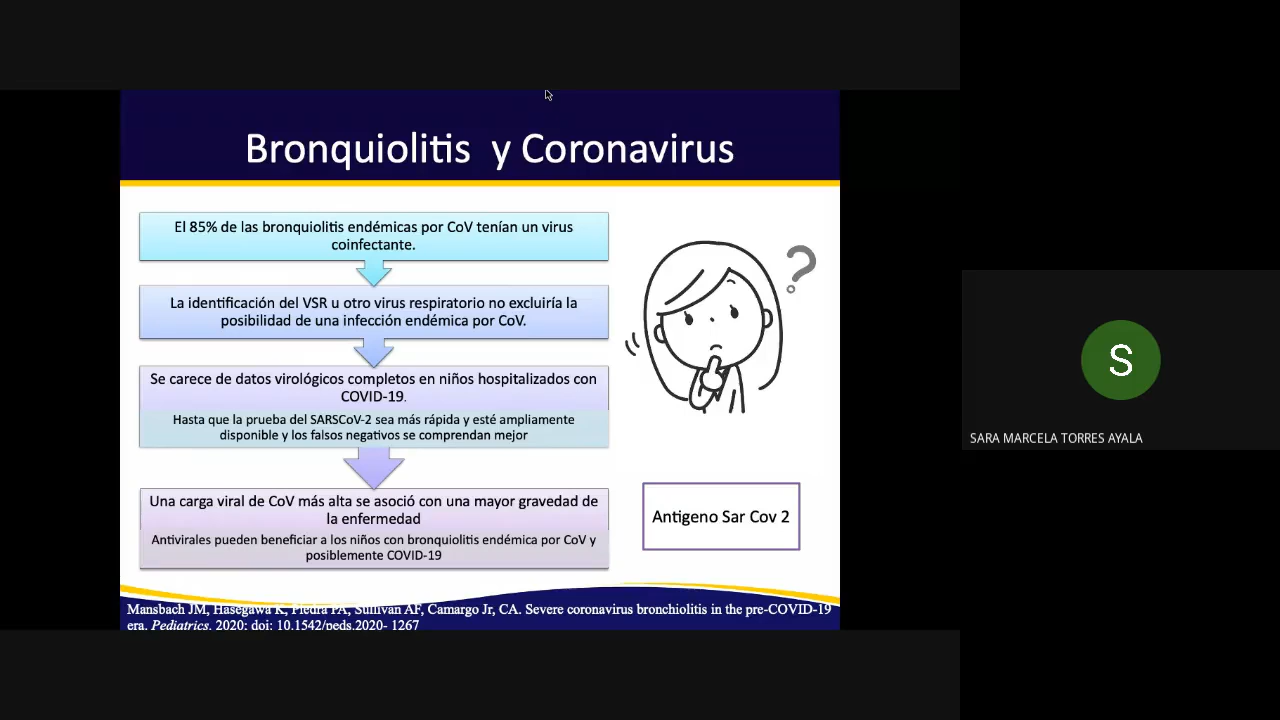 Bronquiolitis y Coronavirus
El 85% de las bronquiolitis endémicas por CoV tenían un virus
coinfectante.
La identificación del VSR u otro virus respiratorio no excluiría la
posibilidad de una infección endémica por CoV.
Se carece de datos virológicos completos en niños hospitalizados con
COVID-19.
Hasta que la prueba del SARSCoV-2 sea más rápida y esté ampliamente
disponible y los falsos negativos se comprendan mejor
Una carga viral de CoV más alta se asoció con una mayor gravedad de
la enfermedad
Antivirales pueden beneficiar a los niños con bronquiolitis endémica por CoV y
posiblemente COVID-19
?
Antigeno Sar Cov 2
Mansbach JM, Hasegawa K, Piedra PA, Sullivan AF, Camargo Jr, CA. Severe coronavirus bronchiolitis in the pre-COVID-19
era. Pediatrics. 2020; doi: 10.1542/peds.2020- 1267
S
SARA MARCELA TORRES AYALA